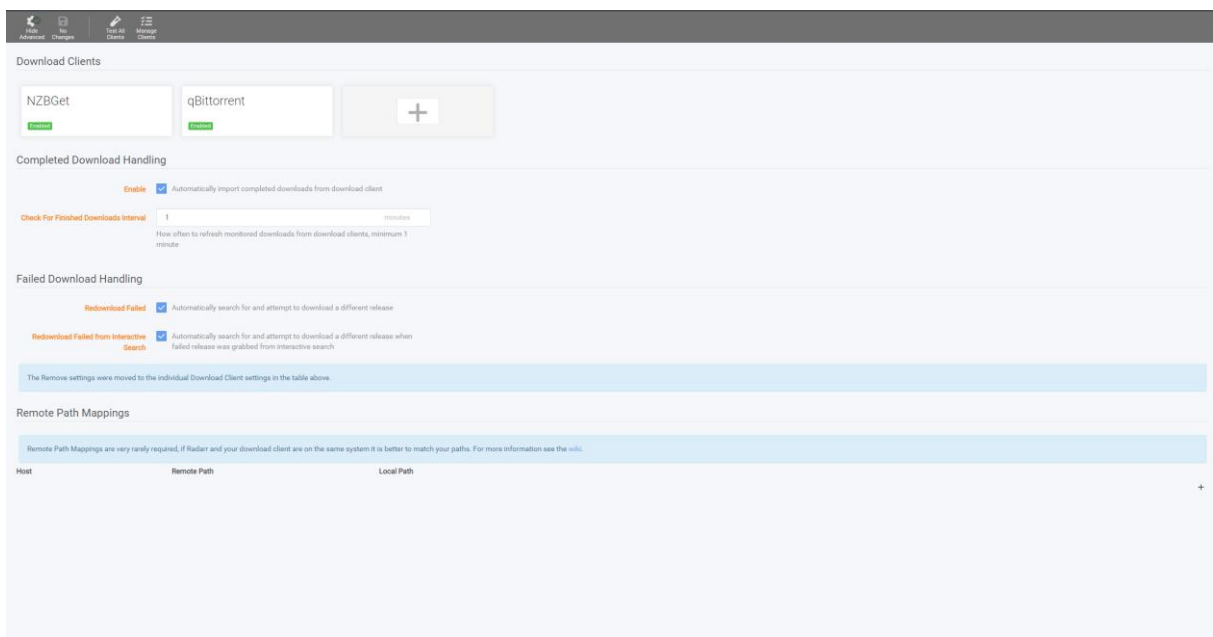 Hide Advanced
No Changes
Test All Clients
Manage Clients
Download Clients
NZBGet
Enabled
qBittorrent
Enabled
Completed Download Handling
Enable
Automatically import completed downloads from download client
Check For Finished Downloads Interval
1
minutes
How often to refresh monitored downloads from download clients, minimum 1
minute
Failed Download Handling
Redownload Failed
Automatically search for and attempt to download a different release
Redownload Failed from Interactive
Search
Automatically search for and attempt to download a different release when
failed release was grabbed from interactive search
The Remove settings were moved to the individual Download Client settings in the table above.
Remote Path Mappings
Remote Path Mappings are very rarely required, if Radarr and your download client are on the same system it is better to match your paths. For more information see the wiki.
Host Remote Path Local Path